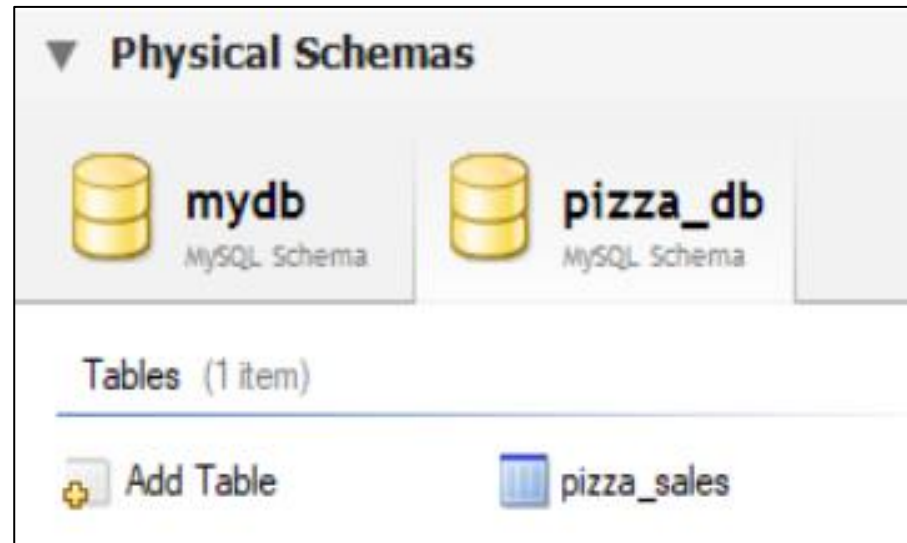 Physical Schemas
mydb
MySQL Schema
pizza_db
MySQL Schema
Tables (1 item)
Add Table
pizza_sales